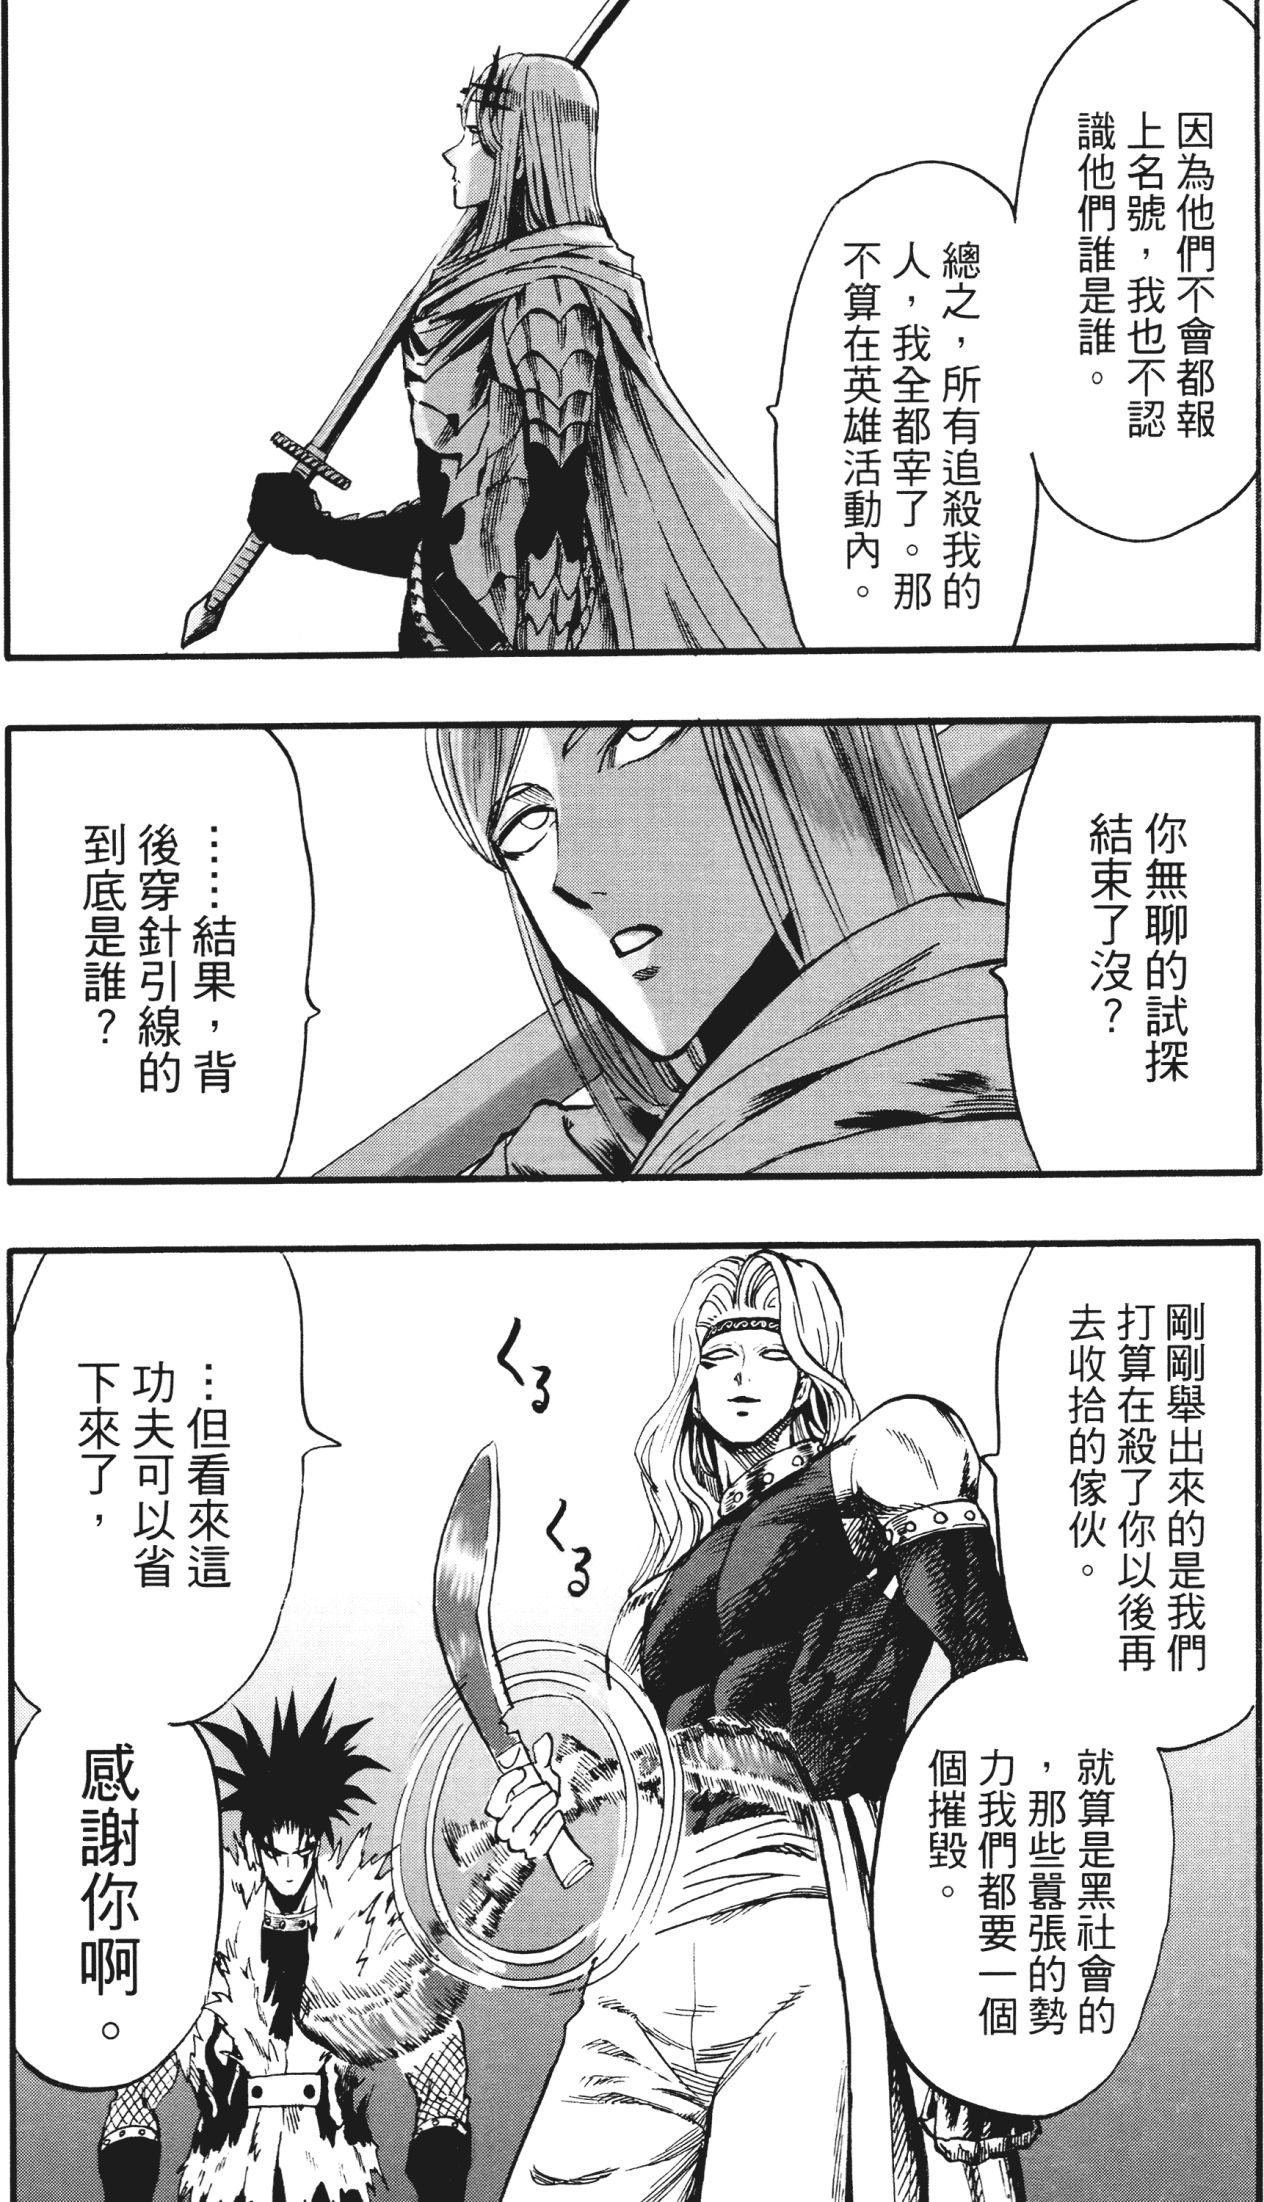 因為他們不會都報
上名號，我也不認
識他們誰是誰。
總之，所有追殺我的
人，我全都宰了。那
不算在英雄活動內。
你無聊的試探
結束了沒？
……結果，背
後穿針引線的
到底是誰？
剛剛舉出來的是我們
打算在殺了你以後再
去收拾的傢伙。
就算是黑社會的
，那些囂張的勢
力我們都要一個
個摧毀。
くる
くる
…但看來這
功夫可以省
下來了，
感謝你啊。